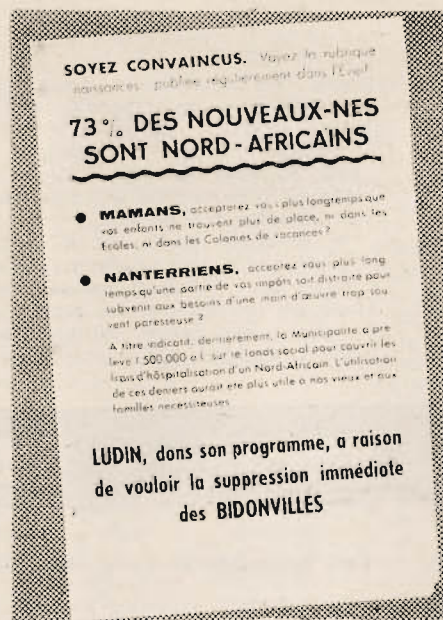 SOYEZ CONVAINCUS. Voyez la rubrique
naissances publiée régulièrement dans l'Eveil
73 % DES NOUVEAUX-NES
SONT NORD-AFRICAINS
● MAMANS, accepterez vous plus longtemps que
vos enfants ne trouvent plus de place, ni dans les
Ecoles, ni dans les Colonies de vacances ?
● NANTERRIENS, acceptez vous plus long
temps qu'une partie de vos impôts soit distraite pour
subvenir aux besoins d'une main d'œuvre trop sou
vent paresseuse ?
A titre indicatif, dernièrement, la Municipalité a pré
levé 1 500.000 sur le fonds social pour couvrir les
frais d'hôspitalisation d'un Nord-Africain. L'utilisation
de ces deniers aurait été plus utile à nos vieux et aux
familles nécessiteuses
LUDIN, dons son programme, a raison
de vouloir la suppression immédiote
des BIDONVILLES